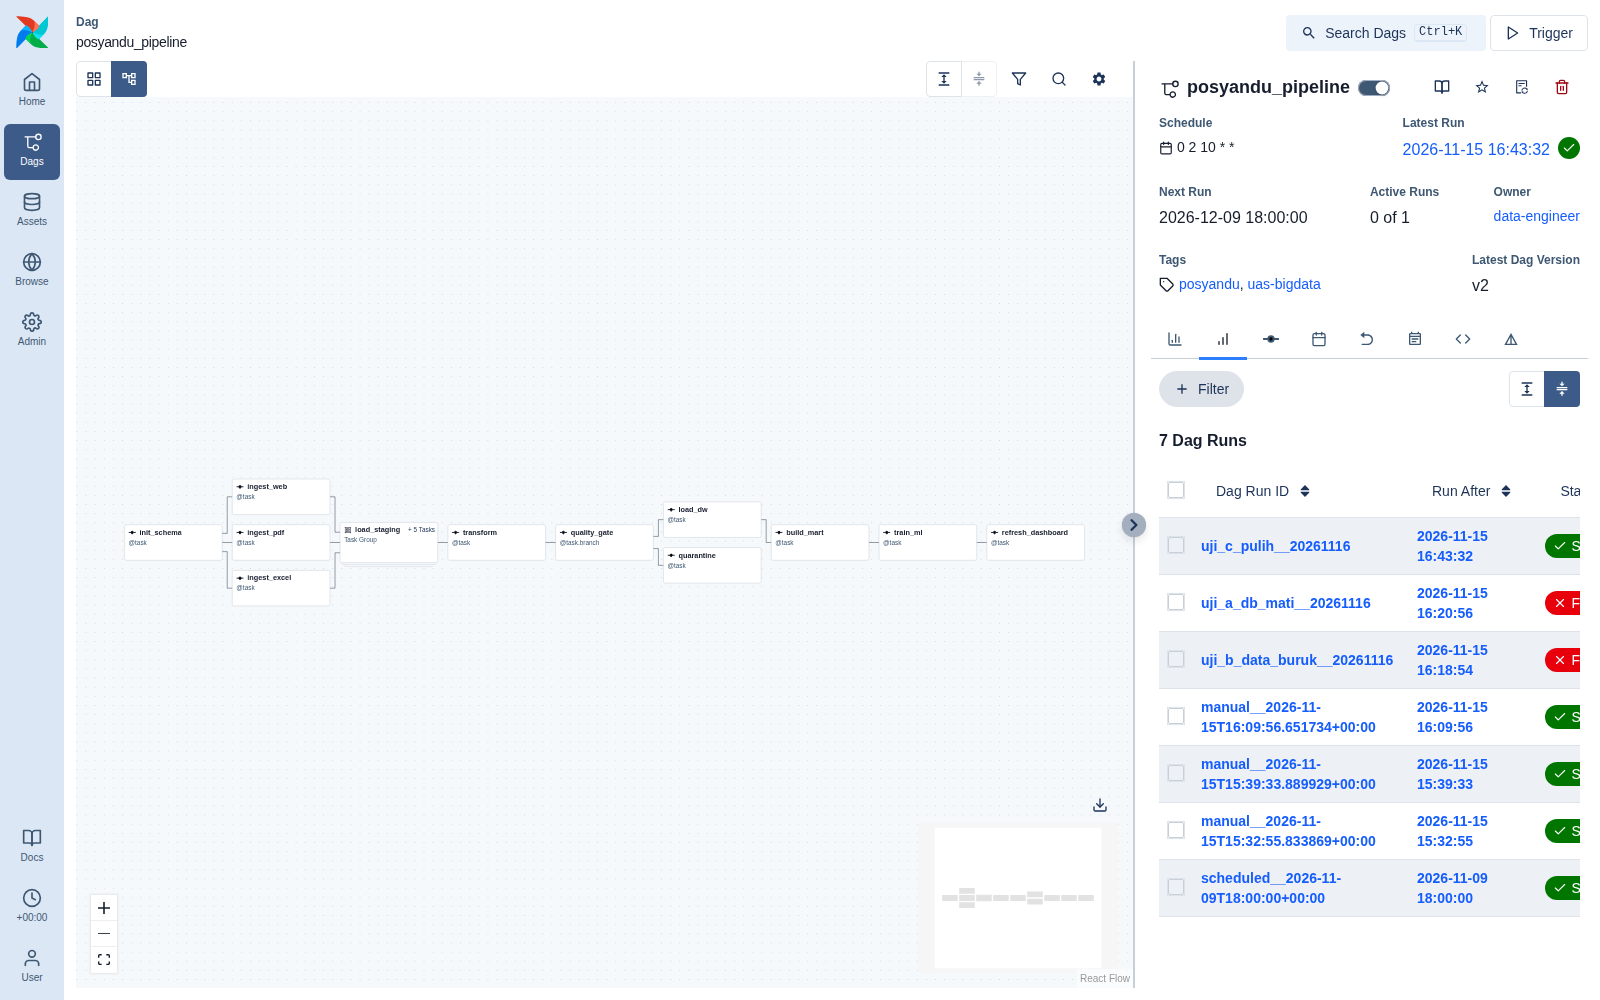 Dag
posyandu_pipeline
Search Dags Ctrl+K
Trigger
Home
Dags
Assets
Browse
Admin
Docs
+00:00
User
init_schema
@task
ingest_web
@task
ingest_pdf
@task
ingest_excel
@task
load_staging + 5 Tasks
Task Group
transform
@task
quality_gate
@task.branch
load_dw
@task
quarantine
@task
build_mart
@task
train_ml
@task
refresh_dashboard
@task
React Flow
posyandu_pipeline
Schedule
0 2 10 * *
Latest Run
2026-11-15 16:43:32
Next Run
2026-12-09 18:00:00
Active Runs
0 of 1
Owner
data-engineer
Tags
posyandu, uas-bigdata
Latest Dag Version
v2
Filter
7 Dag Runs
Dag Run ID Run After Sta
uji_c_pulih__20261116
2026-11-15
16:43:32
S
uji_a_db_mati__20261116
2026-11-15
16:20:56
F
uji_b_data_buruk__20261116
2026-11-15
16:18:54
F
manual__2026-11-
15T16:09:56.651734+00:00
2026-11-15
16:09:56
S
manual__2026-11-
15T15:39:33.889929+00:00
2026-11-15
15:39:33
S
manual__2026-11-
15T15:32:55.833869+00:00
2026-11-15
15:32:55
S
scheduled__2026-11-
09T18:00:00+00:00
2026-11-09
18:00:00
S